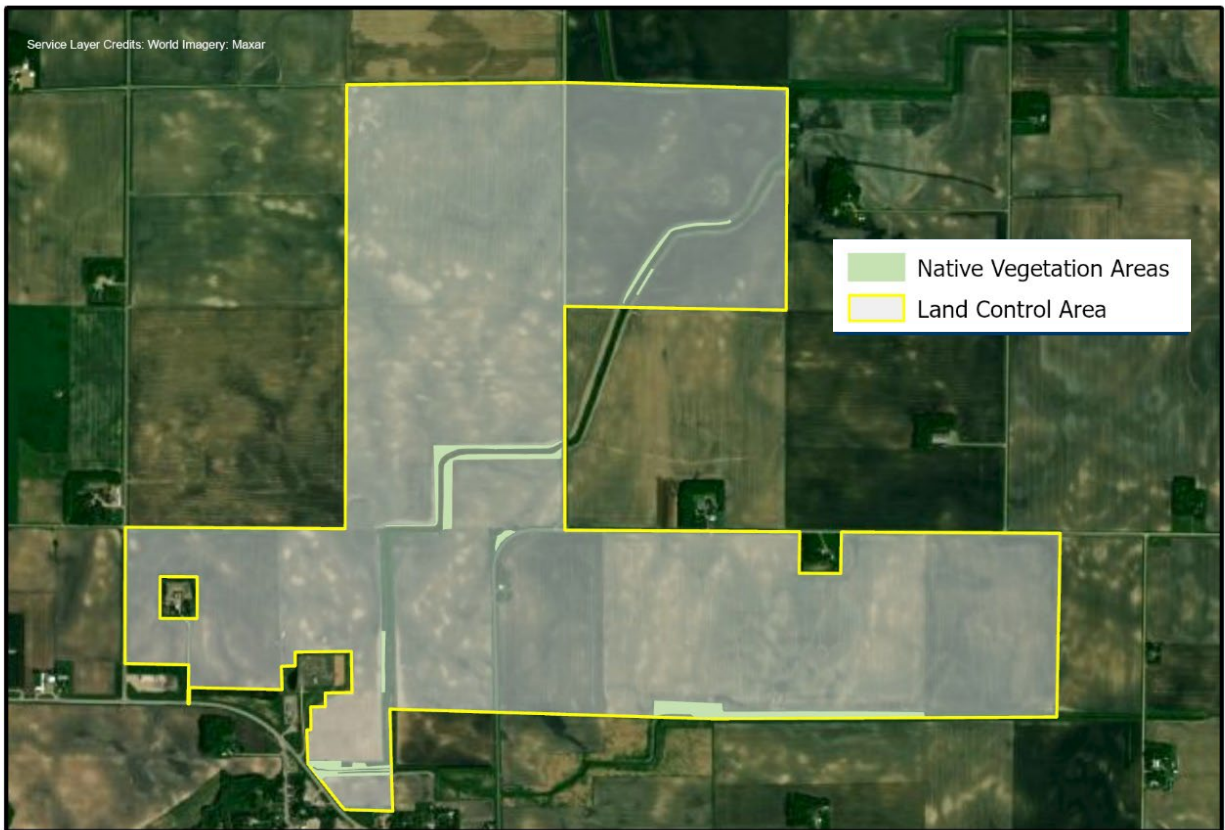 Service Layer Credits: World Imagery: Maxar
Native Vegetation Areas
Land Control Area